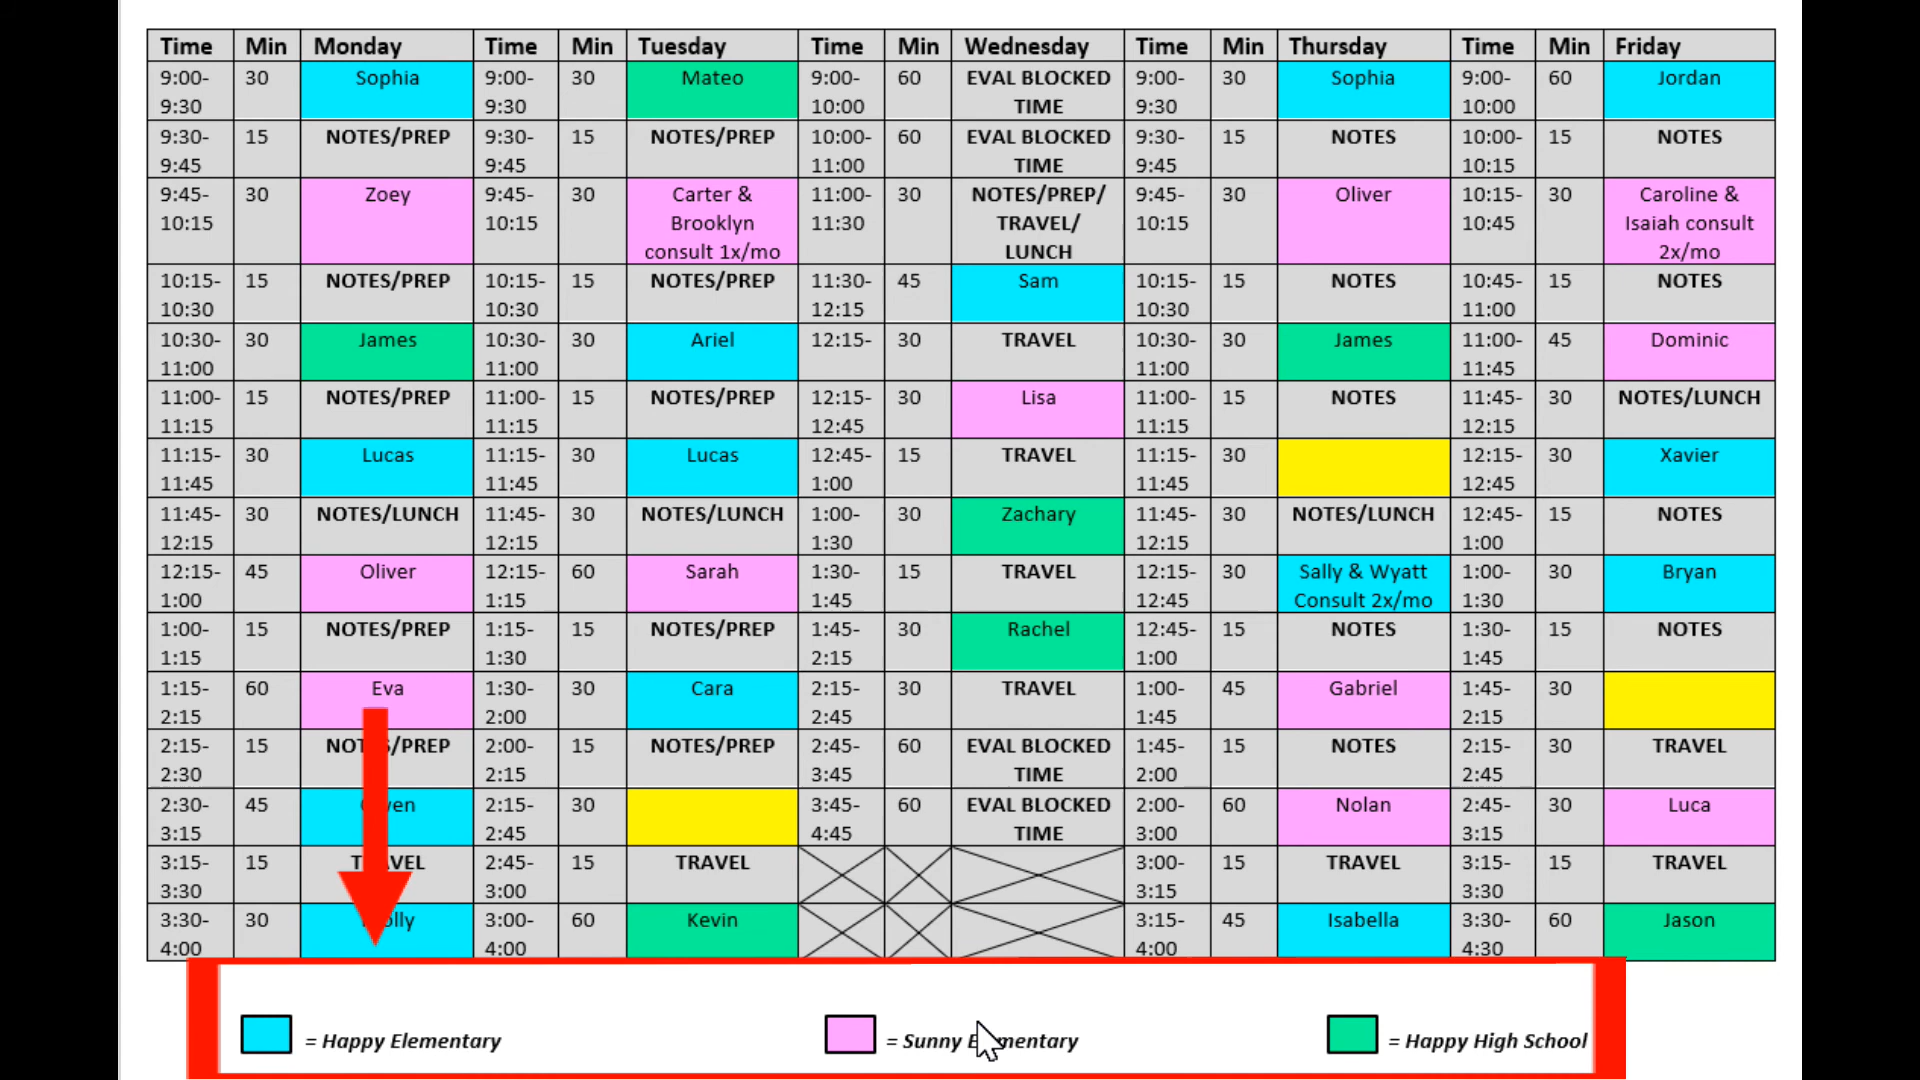 Time Min Monday Time Min Tuesday Time Min Wednesday Time Min Thursday Time Min Friday
9:00- 30 Sophia 9:00- 30 Mateo 9:00- 60 EVAL BLOCKED 9:00- 30 Sophia 9:00- 60 Jordan
9:30 9:30 10:00 TIME 9:30 10:00
9:30- 15 NOTES/PREP 9:30- 15 NOTES/PREP 10:00- 60 EVAL BLOCKED 9:30- 15 NOTES 10:00- 15 NOTES
9:45 9:45 11:00 TIME 9:45 10:15
9:45- 30 Zoey 9:45- 30 Carter & 11:00- 30 NOTES/PREP/ 9:45- 30 Oliver 10:15- 30 Caroline &
10:15 10:15 Brooklyn 11:30 TRAVEL/ 10:15 10:45 Isaiah consult
consult 1x/mo LUNCH 2x/mo
10:15- 15 NOTES/PREP 10:15- 15 NOTES/PREP 11:30- 45 Sam 10:15- 15 NOTES 10:45- 15 NOTES
10:30 10:30 12:15 10:30 11:00
10:30- 30 James 10:30- 30 Ariel 12:15- 30 TRAVEL 10:30- 30 James 11:00- 45 Dominic
11:00 11:00 11:00 11:45
11:00- 15 NOTES/PREP 11:00- 15 NOTES/PREP 12:15- 30 Lisa 11:00- 15 NOTES 11:45- 30 NOTES/LUNCH
11:15 11:15 12:45 11:15 12:15
11:15- 30 Lucas 11:15- 30 Lucas 12:45- 15 TRAVEL 11:15- 30 12:15- 30 Xavier
11:45 11:45 1:00 11:45 12:45
11:45- 30 NOTES/LUNCH 11:45- 30 NOTES/LUNCH 1:00- 30 Zachary 11:45- 30 NOTES/LUNCH 12:45- 15 NOTES
12:15 12:15 1:30 12:15 1:00
12:15- 45 Oliver 12:15- 60 Sarah 1:30- 15 TRAVEL 12:15- 30 Sally & Wyatt 1:00- 30 Bryan
1:00 1:15 1:45 12:45 Consult 2x/mo 1:30
1:00- 15 NOTES/PREP 1:15- 15 NOTES/PREP 1:45- 30 Rachel 12:45- 15 NOTES 1:30- 15 NOTES
1:15 1:30 2:15 1:00 1:45
1:15- 60 Eva 1:30- 30 Cara 2:15- 30 TRAVEL 1:00- 45 Gabriel 1:45- 30
2:15 2:00 2:45 1:45 2:15
2:15- 15 NOTES/PREP 2:00- 15 NOTES/PREP 2:45- 60 EVAL BLOCKED 1:45- 15 NOTES 2:15- 30 TRAVEL
2:30 2:15 3:45 TIME 2:00 2:45
2:30- 45 2:15- 30 3:45- 60 EVAL BLOCKED 2:00- 60 Nolan 2:45- 30 Luca
3:15 2:45 4:45 TIME 3:00 3:15
3:15- 15 TRAVEL 2:45- 15 TRAVEL 3:00- 15 TRAVEL 3:15- 15 TRAVEL
3:30 3:00 3:15 3:30
3:30- 30 3:00- 60 Kevin 3:15- 45 Isabella 3:30- 60 Jason
4:00 4:00 4:00 4:30
= Happy Elementary = Sunny Elementary = Happy High School